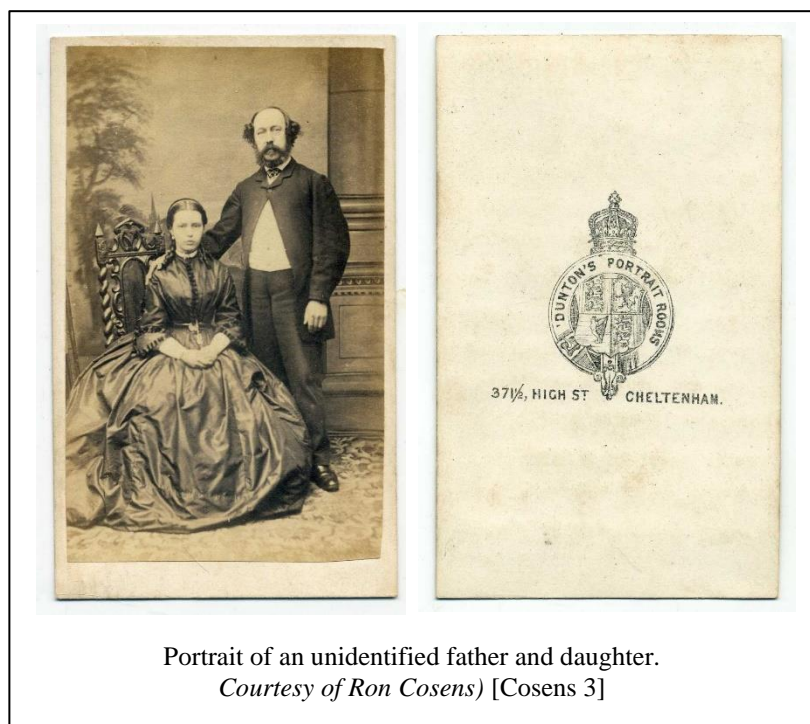 'DUNTON'S PORTRAIT ROOMS
371½, HIGH ST CHELTENHAM.
Portrait of an unidentified father and daughter.
Courtesy of Ron Cosens) [Cosens 3]